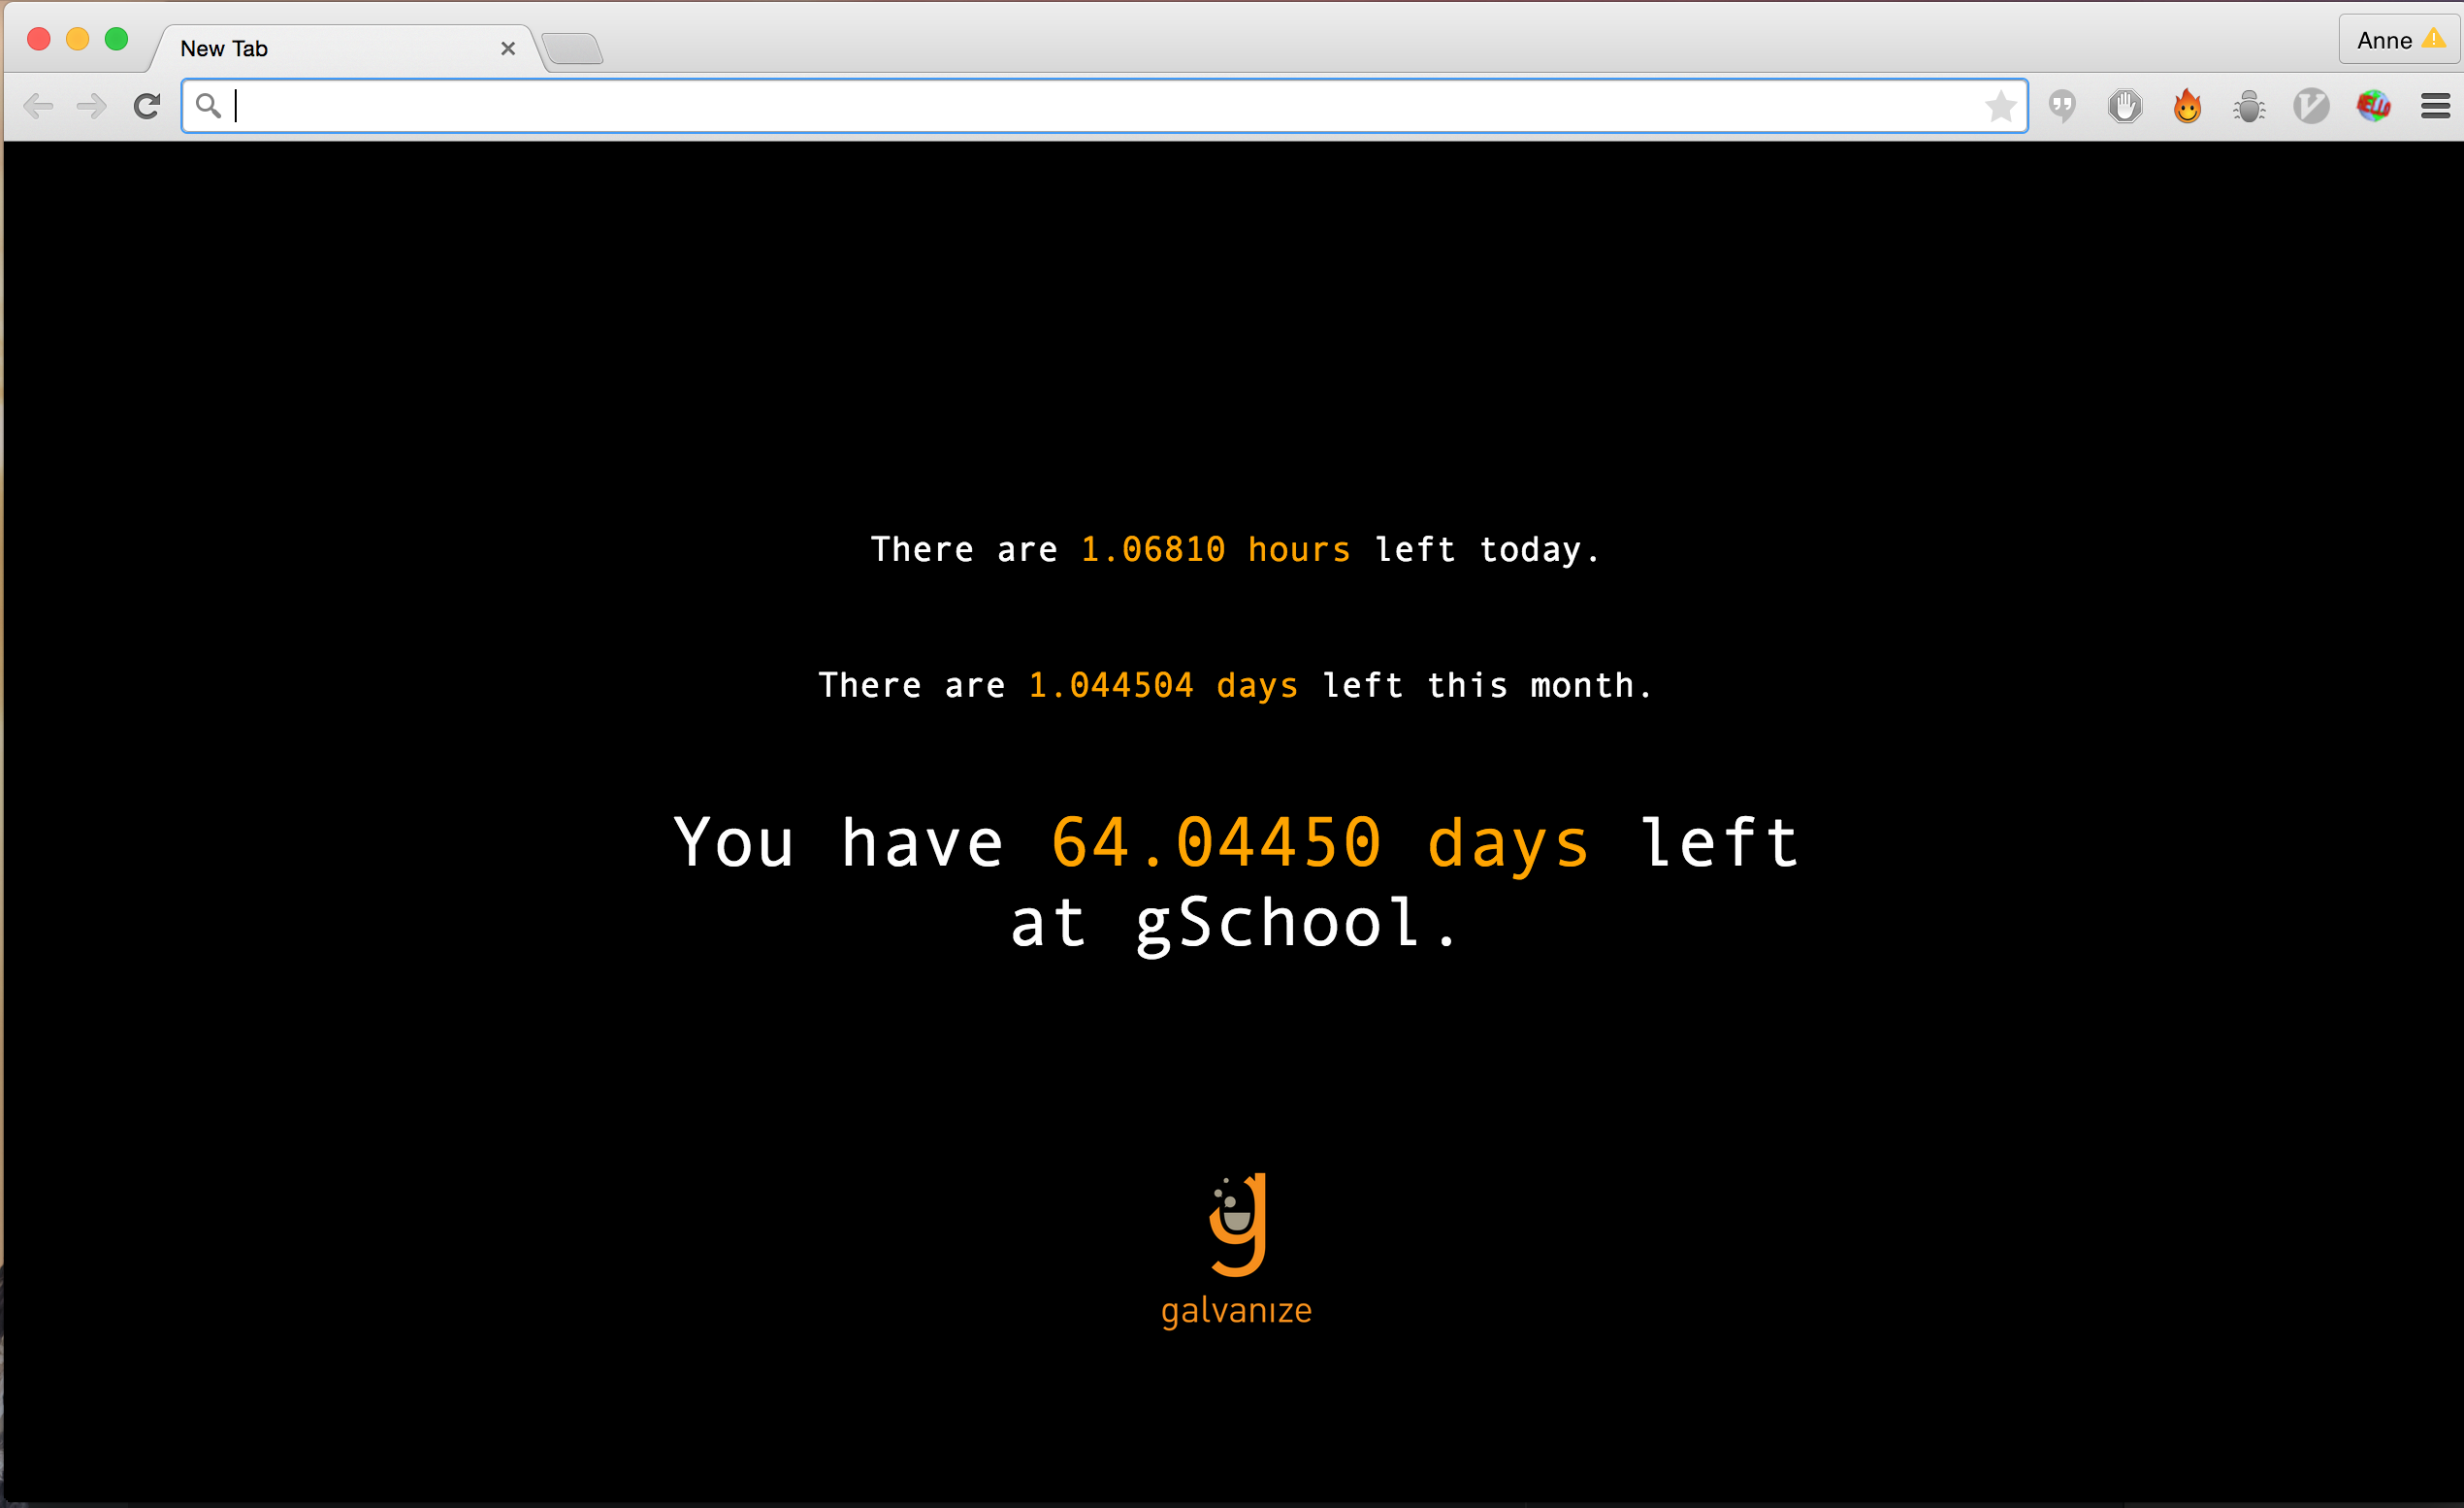 New Tab
Anne
There are 1.06810 hours left today.
There are 1.044504 days left this month.
You have 64.04450 days left
at gSchool.
g
galvanize